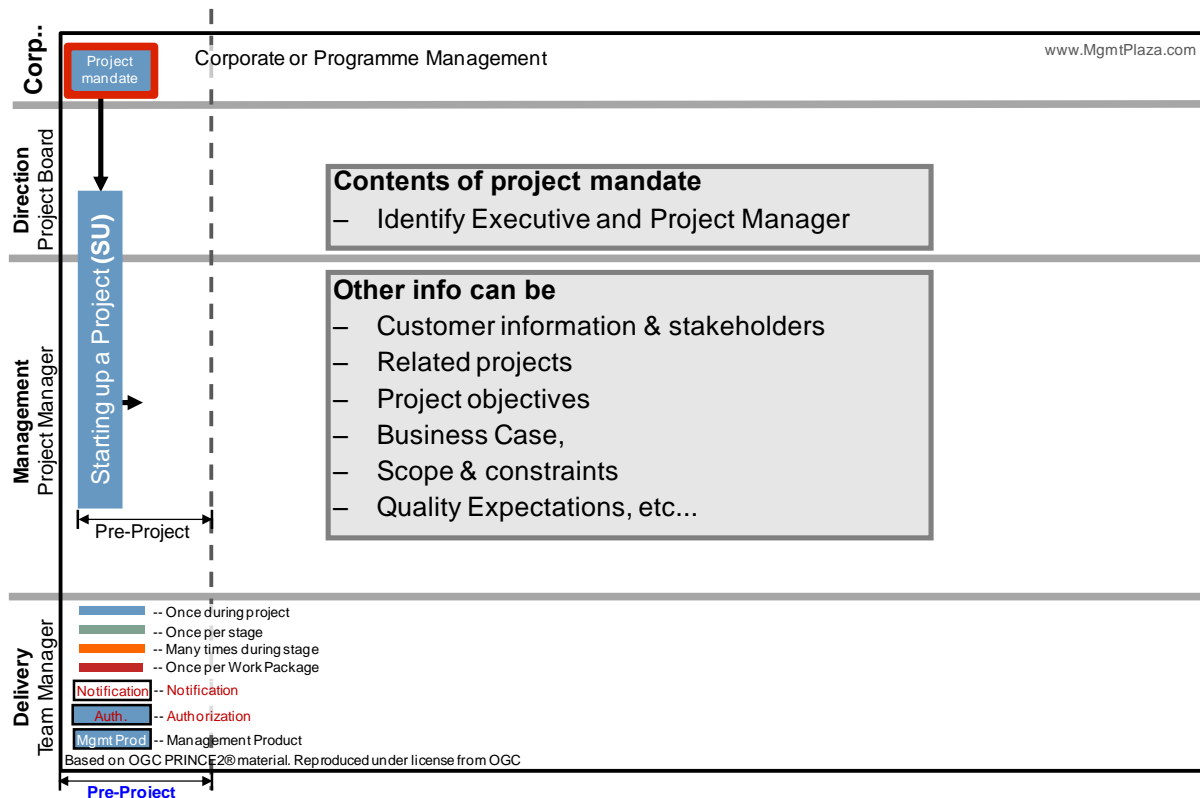 Corp..
Project
mandate
Corporate or Programme Management
www.MgmtPlaza.com
Direction
Project Board
Contents of project mandate
– Identify Executive and Project Manager
Starting up a Project (SU)
Management
Project Manager
Other info can be
– Customer information & stakeholders
– Related projects
– Project objectives
– Business Case,
– Scope & constraints
– Quality Expectations, etc...
Pre-Project
Delivery
Team Manager
-- Once during project
-- Once per stage
-- Many times during stage
-- Once per Work Package
Notification -- Notification
Auth. -- Authorization
Mgmt Prod -- Management Product
Based on OGC PRINCE2® material. Reproduced under license from OGC
Pre-Project